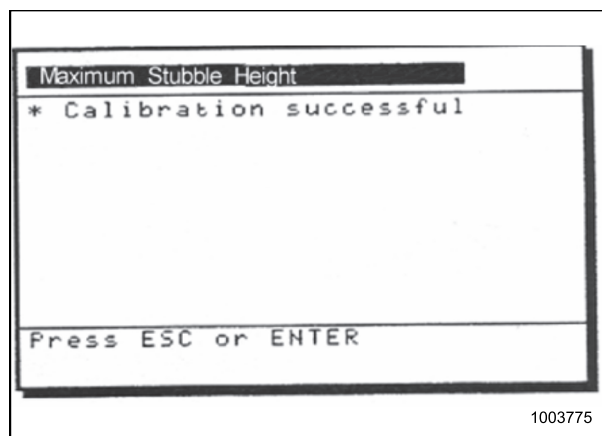 Maximum Stubble Height
* Calibration successful
Press ESC or ENTER
1003775